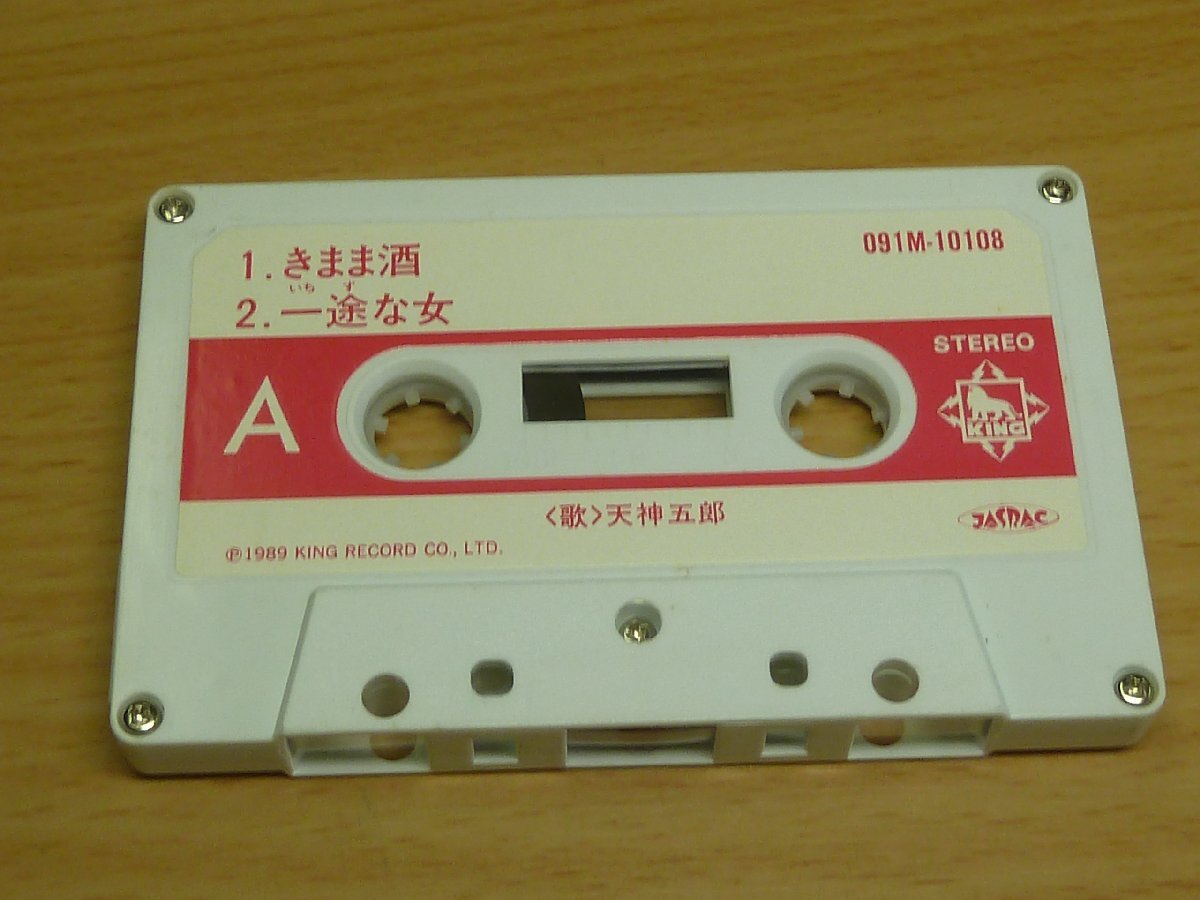 1.きまま酒
いちず
2.一途な女
091M-10108
STEREO
A
KING
〈歌〉天神五郎
JASRAC
Ⓟ1989 KING RECORD CO., LTD.